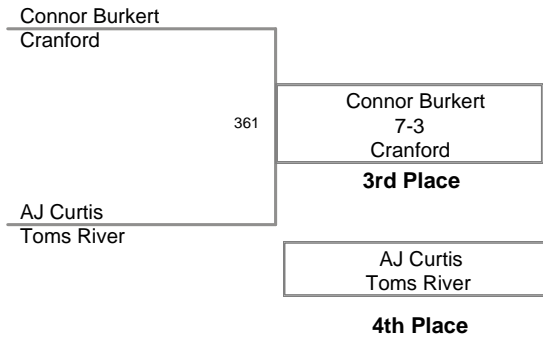 Connor Burkert
Cranford
361
Connor Burkert
7-3
Cranford
3rd Place
AJ Curtis
Toms River
AJ Curtis
Toms River
4th Place